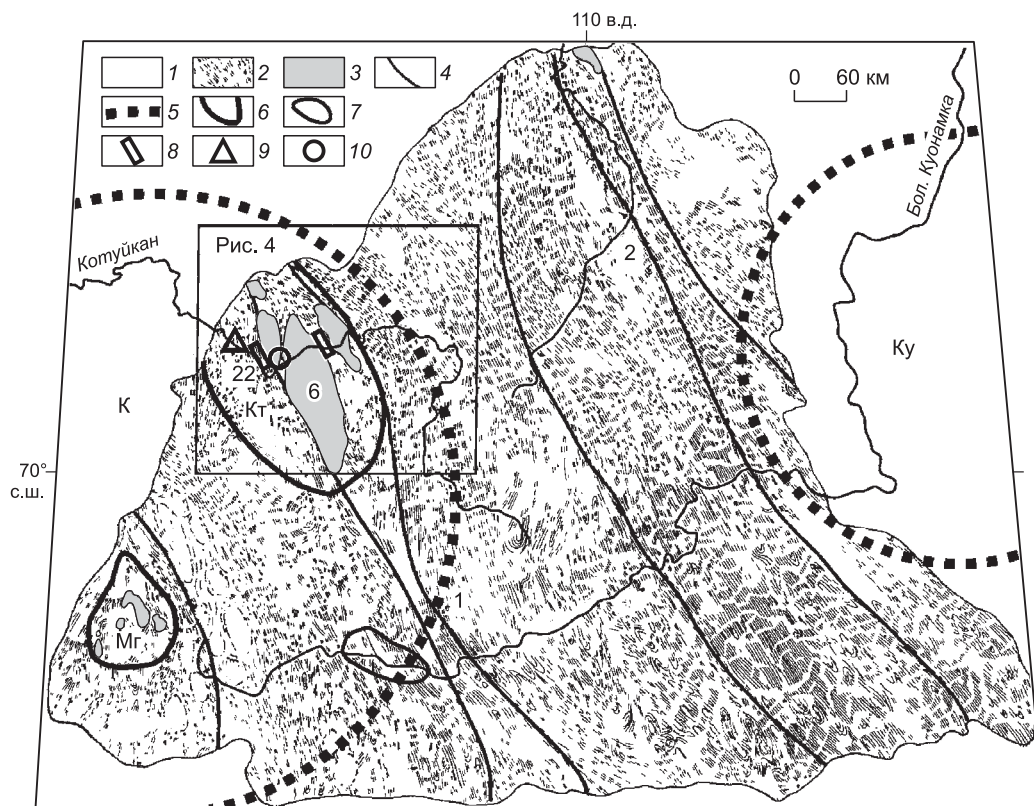 110 в.д.
1 2 3 4
5 6 7
8 9 10
0 60 км
Бол. Куонамка
Котуйкан
Рис. 4
2
Ку
22
6
Кт
К
70°
с.ш.
1
Мг